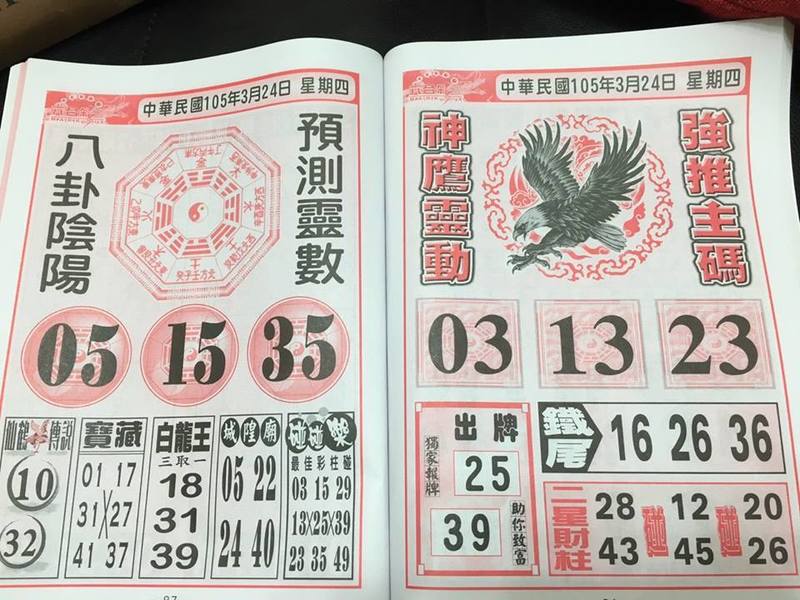 中華民國105年3月24日 星期四
預測靈數
八卦陰陽
05 15 35
仙鶴傳說
10
32
寶藏
01 17
31 27
41 37
白龍王
三取一
18
31
39
城隍廟
05 22
24 40
碰碰樂
最佳彩柱碰
03 15 29
13×25×39
23 35 49
中華民國105年3月24日 星期四
強推主碼
神鷹靈動
03 13 23
出牌
獨家報牌
25
39
助你致富
鐵尾
16 26 36
二星財柱
28 碰 12 碰 20
43 45 26